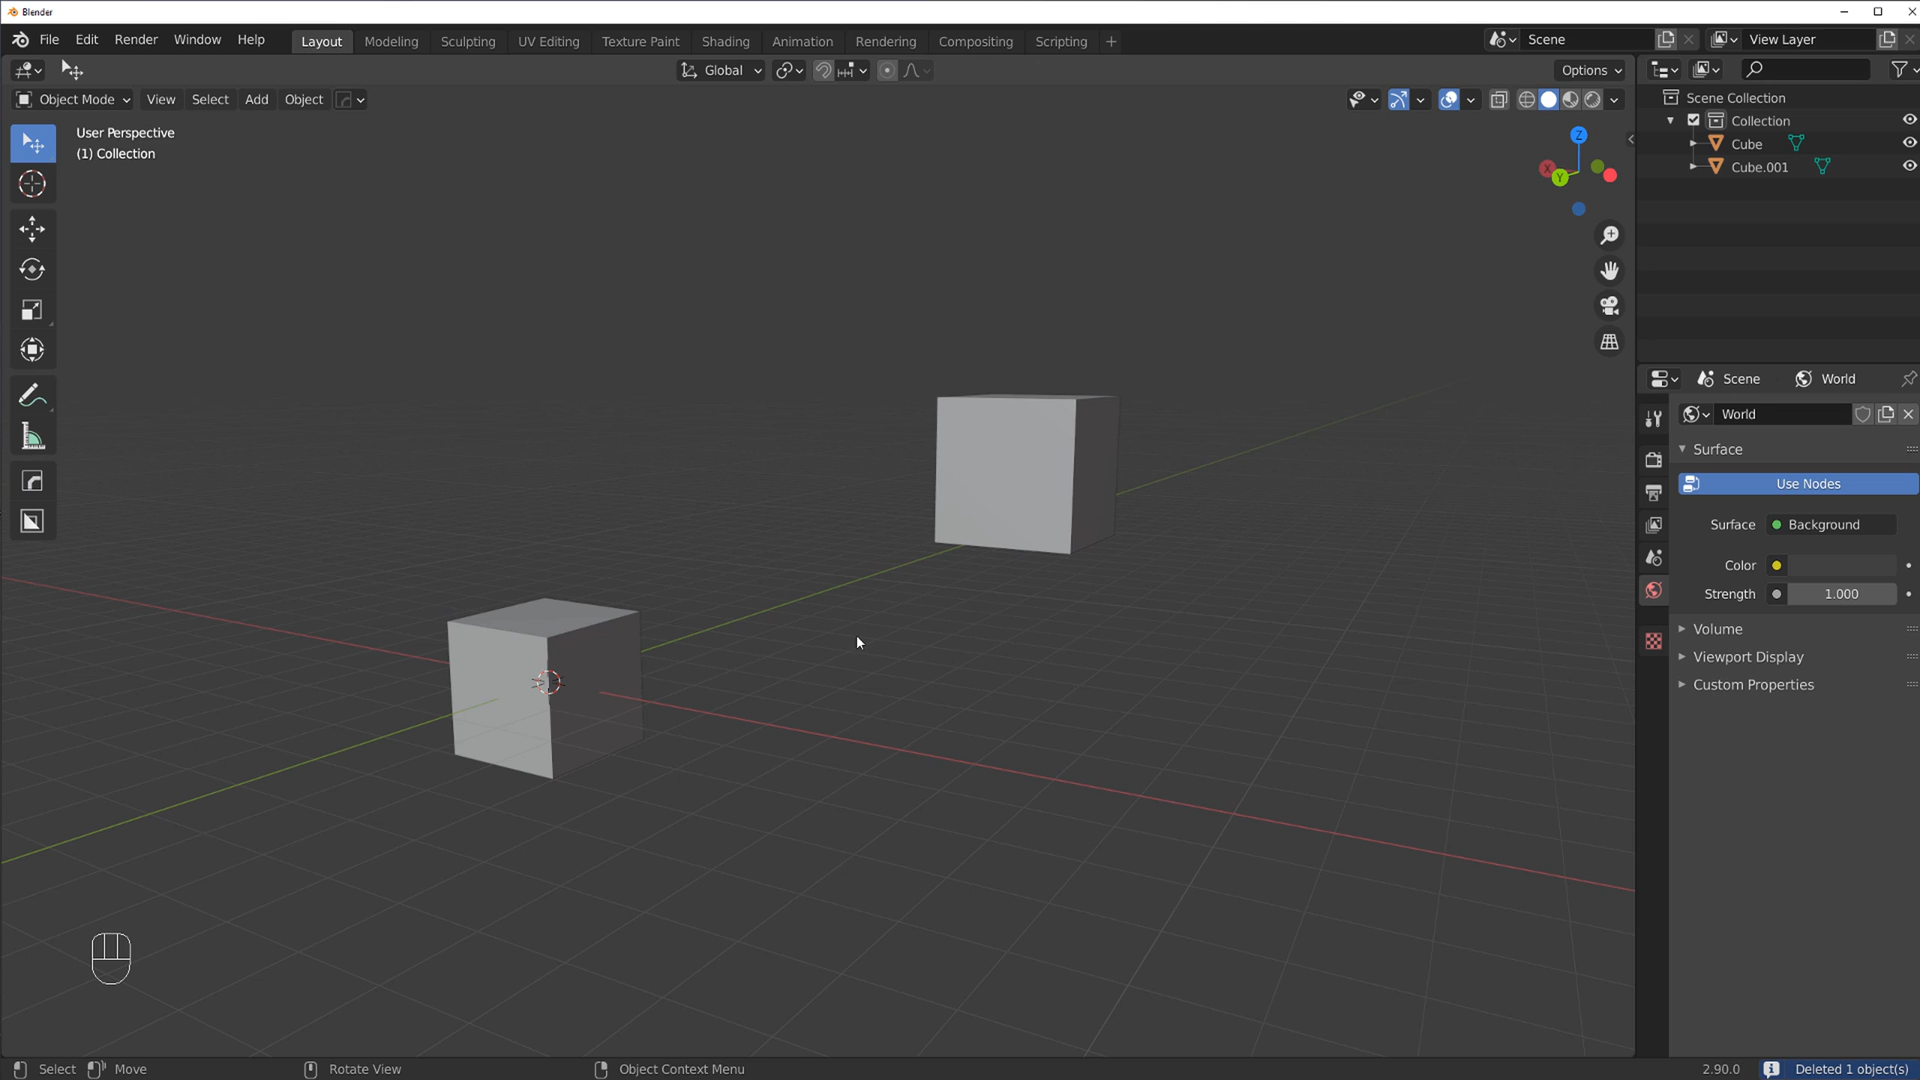 Blender
File Edit Render Window Help Layout Modeling Sculpting UV Editing Texture Paint Shading Animation Rendering Compositing Scripting + Scene View Layer
Global Options
Object Mode View Select Add Object
User Perspective
(1) Collection
Z
X
Y
Scene Collection
Collection
Cube
Cube.001
Scene World
World
Surface
Use Nodes
Surface Background
Color
Strength 1.000
Volume
Viewport Display
Custom Properties
Select Move Rotate View Object Context Menu 2.90.0 Deleted 1 object(s)